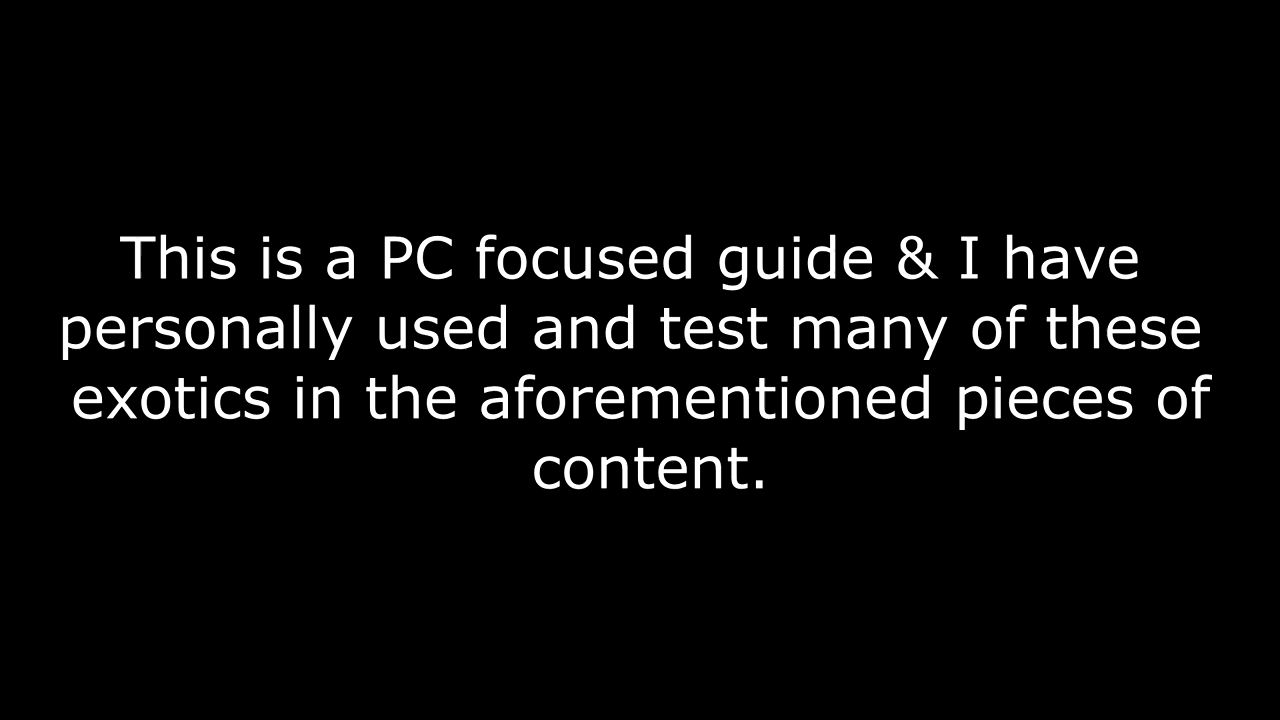 This is a PC focused guide & I have
personally used and test many of these
exotics in the aforementioned pieces of
content.